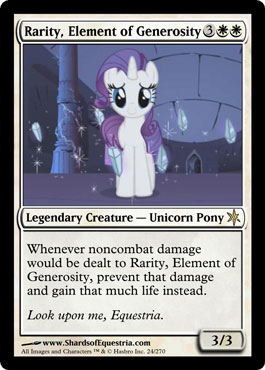 Rarity, Element of Generosity 3
Legendary Creature — Unicorn Pony
Whenever noncombat damage
would be dealt to Rarity, Element of
Generosity, prevent that damage
and gain that much life instead.
Look upon me, Equestria.
3/3
www.ShardsofEquestria.com
All Images and Characters ™ & © Hasbro Inc. 24/270